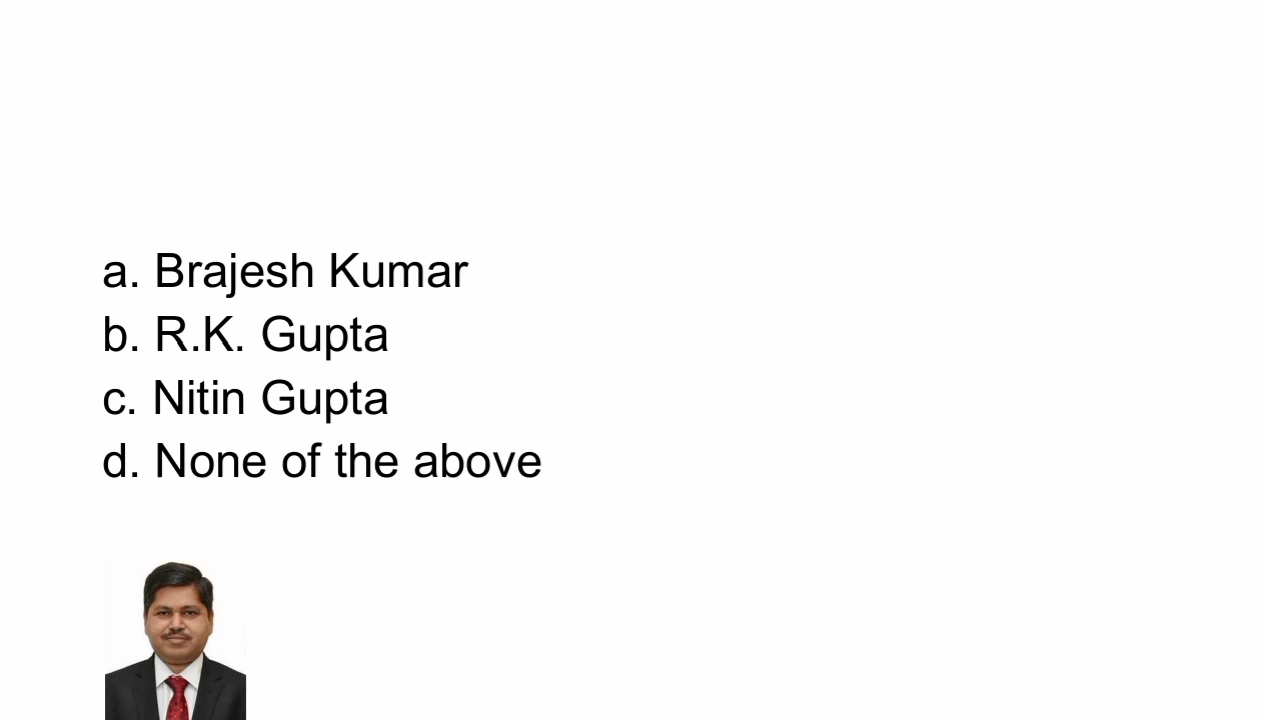 a. Brajesh Kumar
b. R.K. Gupta
c. Nitin Gupta
d. None of the above